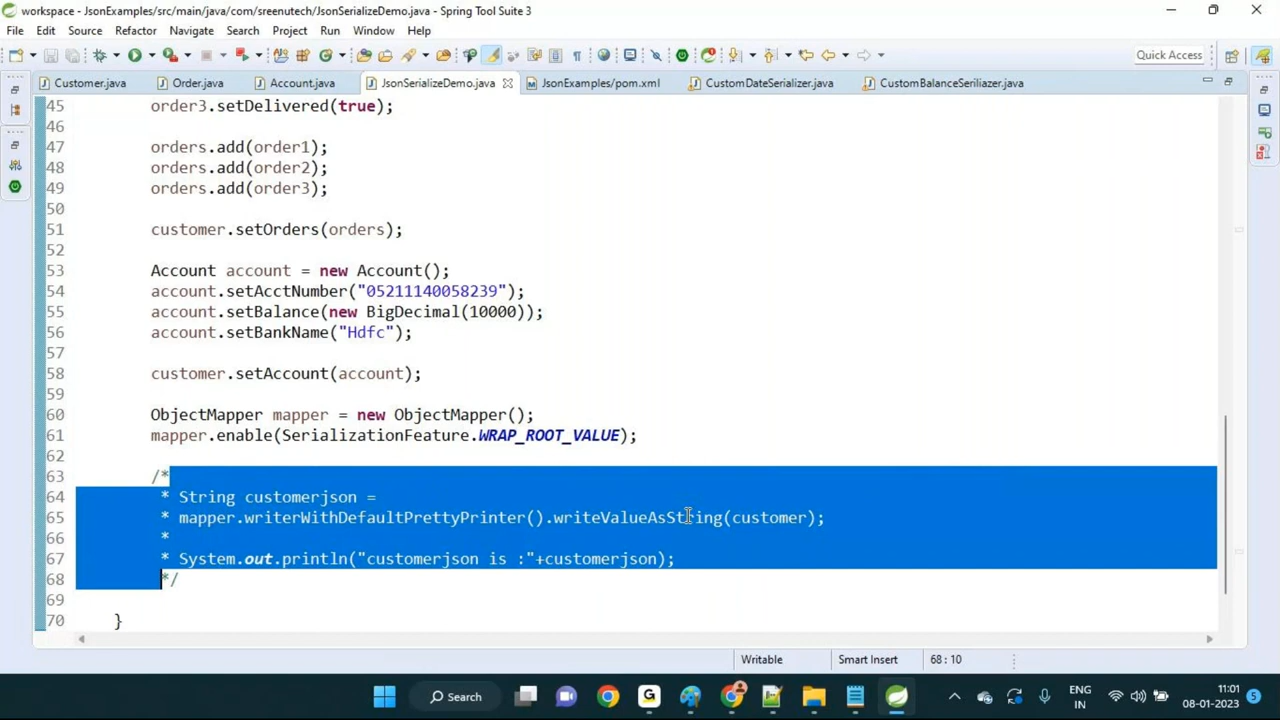 workspace - JsonExamples/src/main/java/com/sreenutech/JsonSerializeDemo.java - Spring Tool Suite 3
File Edit Source Refactor Navigate Search Project Run Window Help
Quick Access
Customer.java Order.java Account.java JsonSerializeDemo.java JsonExamples/pom.xml CustomDateSerializer.java CustomBalanceSeriliazer.java
45 order3.setDelivered(true);
46
47 orders.add(order1);
48 orders.add(order2);
49 orders.add(order3);
50
51 customer.setOrders(orders);
52
53 Account account = new Account();
54 account.setAcctNumber("05211140058239");
55 account.setBalance(new BigDecimal(10000));
56 account.setBankName("Hdfc");
57
58 customer.setAccount(account);
59
60 ObjectMapper mapper = new ObjectMapper();
61 mapper.enable(SerializationFeature.WRAP_ROOT_VALUE);
62
63 /*
64 * String customerjson =
65 * mapper.writerWithDefaultPrettyPrinter().writeValueAsString(customer);
66 *
67 * System.out.println("customerjson is :"+customerjson);
68 */
69
70 }
Writable Smart Insert 68 : 10
Search
ENG
IN
11:01
08-01-2023
5